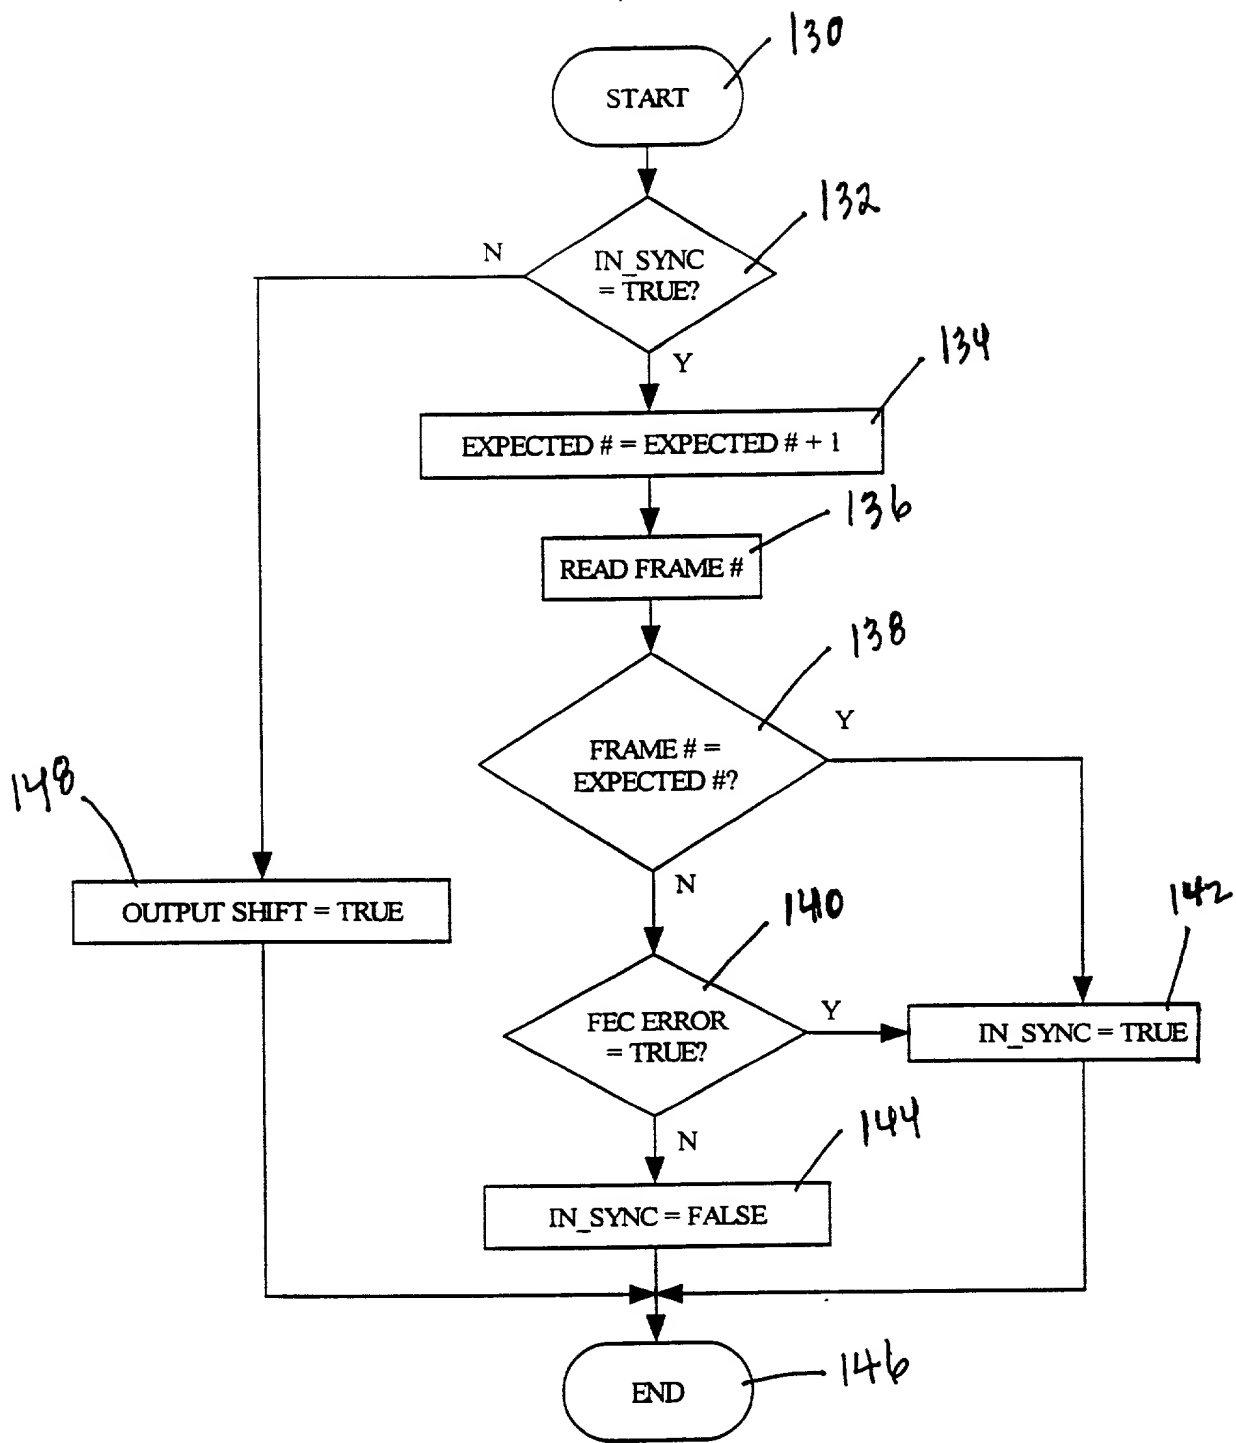 130
START
132
N
IN_SYNC
= TRUE?
Y
134
EXPECTED # = EXPECTED # + 1
136
READ FRAME #
138
Y
FRAME # =
EXPECTED #?
148
N
OUTPUT SHIFT = TRUE
140
142
FEC ERROR
= TRUE?
Y
IN_SYNC = TRUE
144
N
IN_SYNC = FALSE
END
146